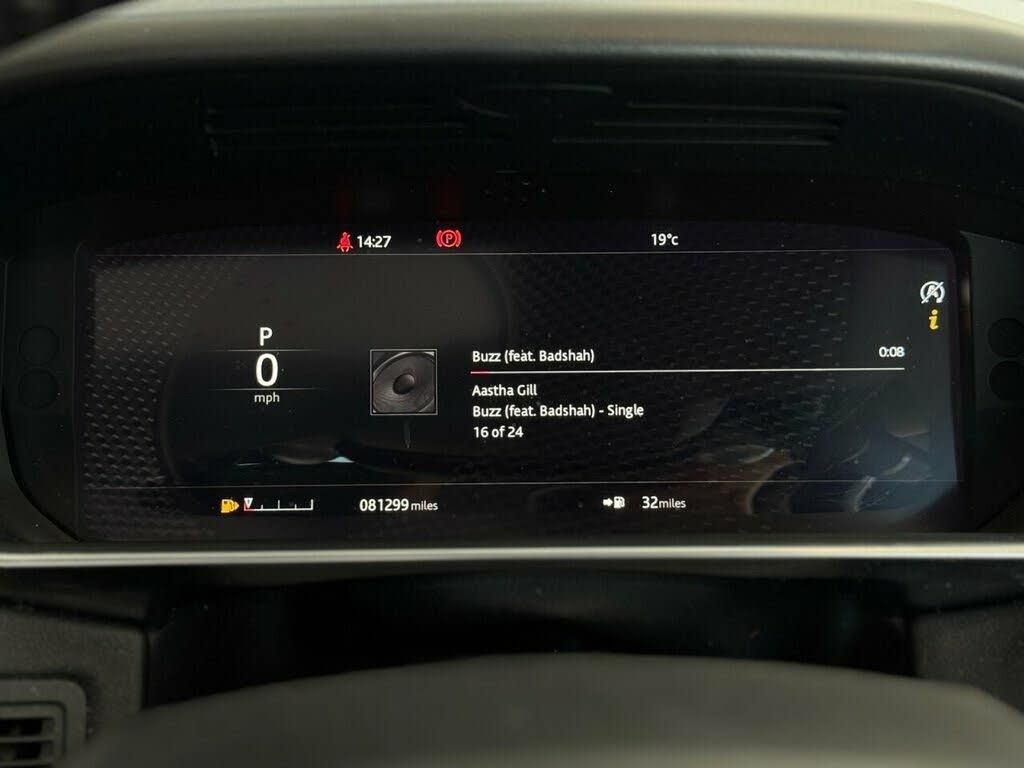 14:27
P
19°c
P
0
mph
Buzz (feat. Badshah) 0:08
Aastha Gill
Buzz (feat. Badshah) - Single
16 of 24
i
081299 miles
32 miles